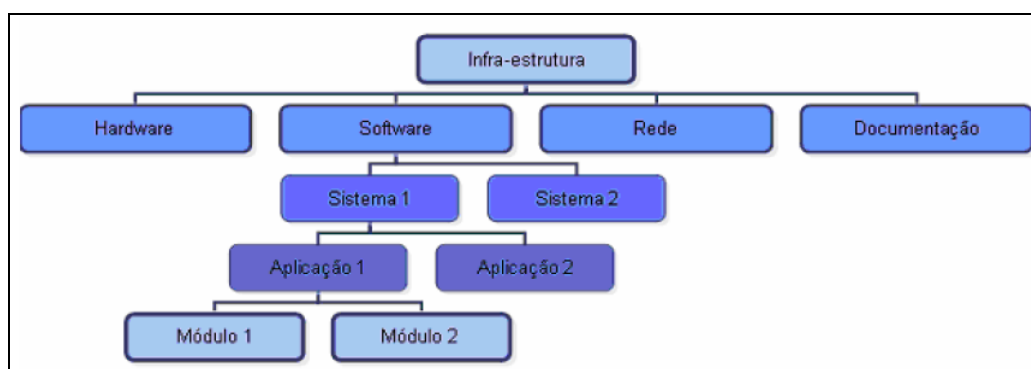 Infra-estrutura
Hardware
Software
Rede
Documentação
Sistema 1
Sistema 2
Aplicação 1
Aplicação 2
Módulo 1
Módulo 2